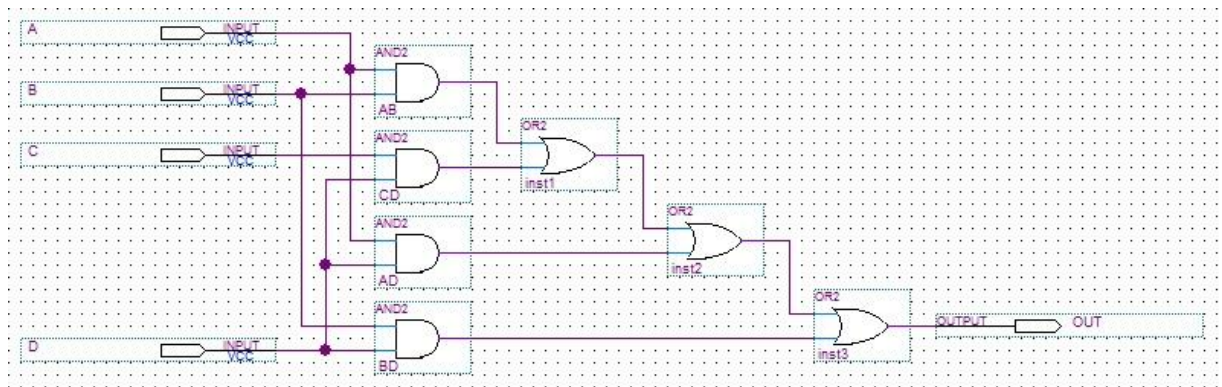 A
INPUT
VCC
AND2
AB
B
INPUT
VCC
OR2
inst1
AND2
CD
C
INPUT
VCC
OR2
inst2
AND2
AD
OR2
inst3
AND2
BD
OUTPUT
OUT
D
INPUT
VCC